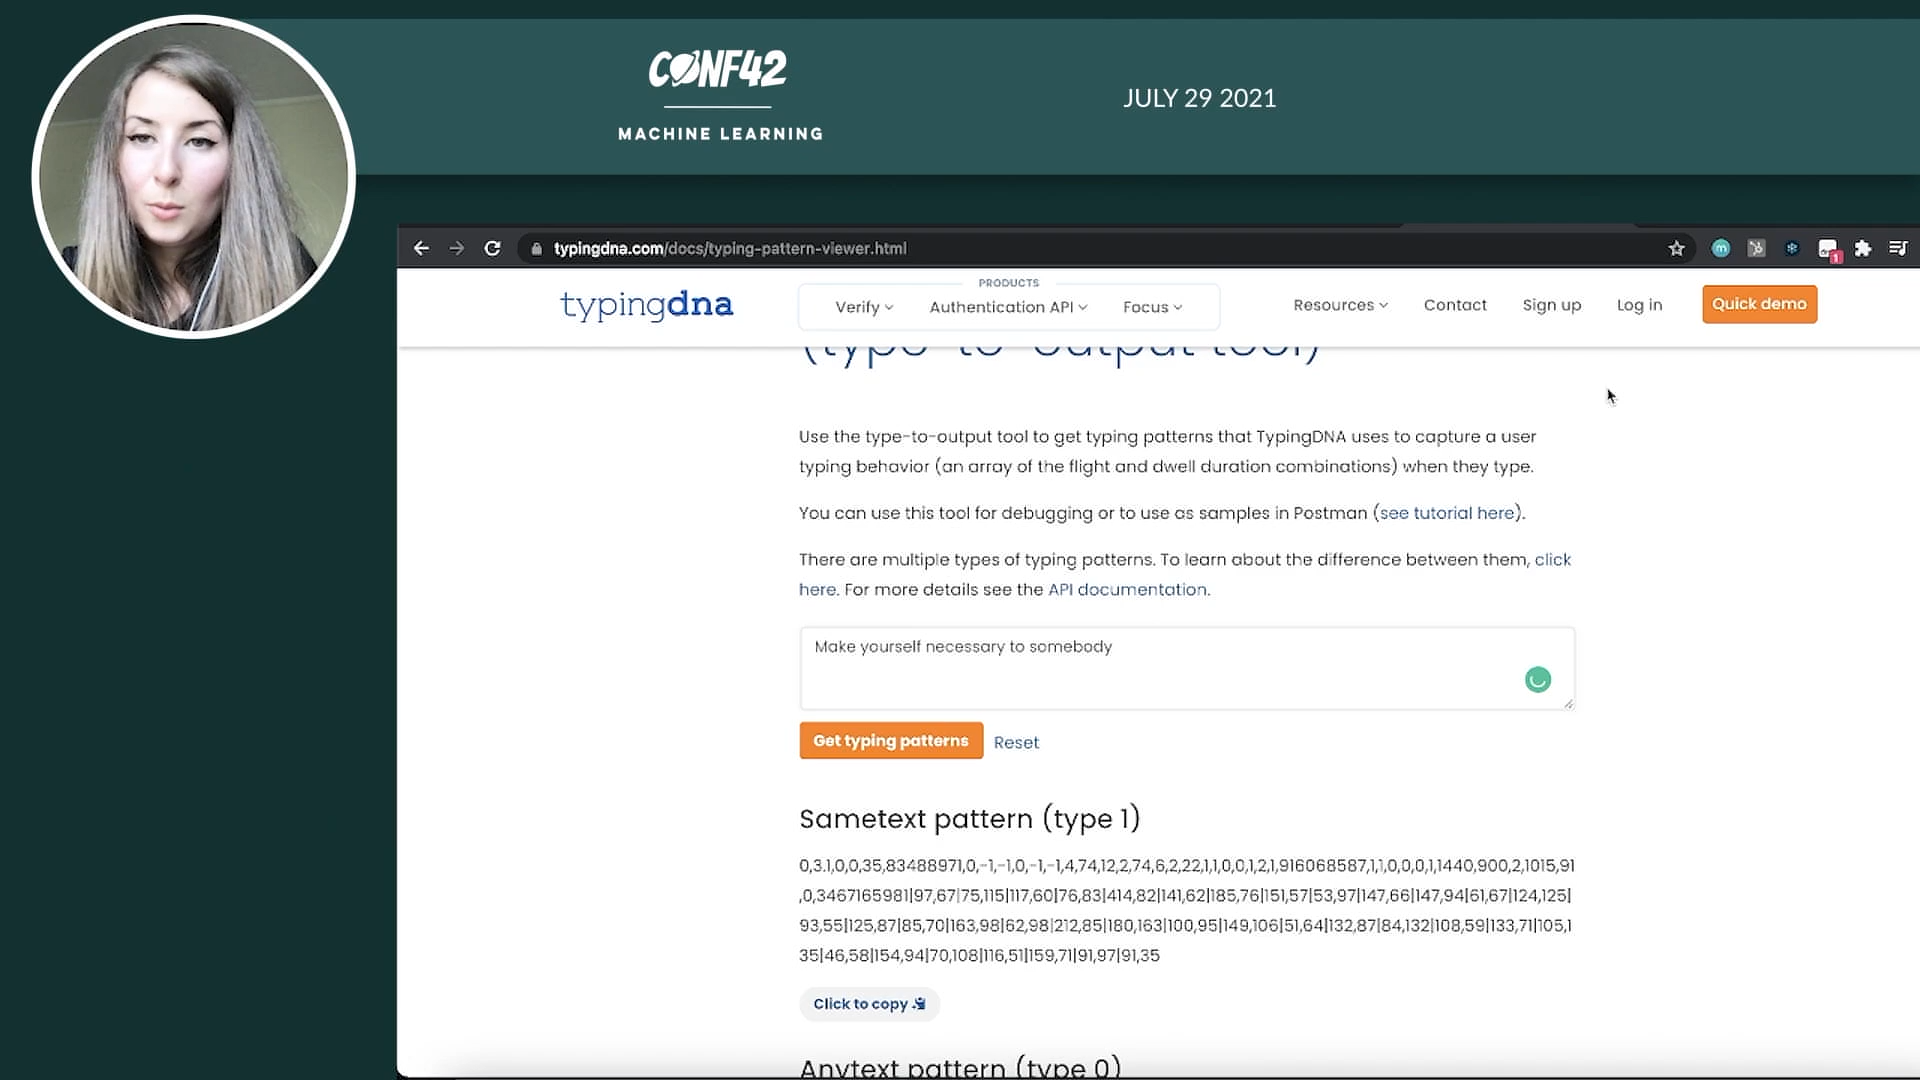 CONF42
MACHINE LEARNING
JULY 29 2021
typingdna.com/docs/typing-pattern-viewer.html
1
typingdna
PRODUCTS
Verify
Authentication API
Focus
Resources
Contact
Sign up
Log in
Quick demo
(type-to-output tool)
Use the type-to-output tool to get typing patterns that TypingDNA uses to capture a user
typing behavior (an array of the flight and dwell duration combinations) when they type.
You can use this tool for debugging or to use as samples in Postman (see tutorial here).
There are multiple types of typing patterns. To learn about the difference between them, click
here. For more details see the API documentation.
Make yourself necessary to somebody
Get typing patterns
Reset
Sametext pattern (type 1)
0,3.1,0,0,35,83488971,0,-1,-1,0,-1,-1,4,74,12,2,74,6,2,22,1,1,0,0,1,2,1,916068587,1,1,0,0,0,1,1440,900,2,1015,91
,0,3467165981|97,67|75,115|117,60|76,83|414,82|141,62|185,76|151,57|53,97|147,66|147,94|61,67|124,125|
93,55|125,87|85,70|163,98|62,98|212,85|180,163|100,95|149,106|51,64|132,87|84,132|108,59|133,71|105,1
35|46,58|154,94|70,108|116,51|159,71|91,97|91,35
Click to copy
Anytext pattern (type 0)